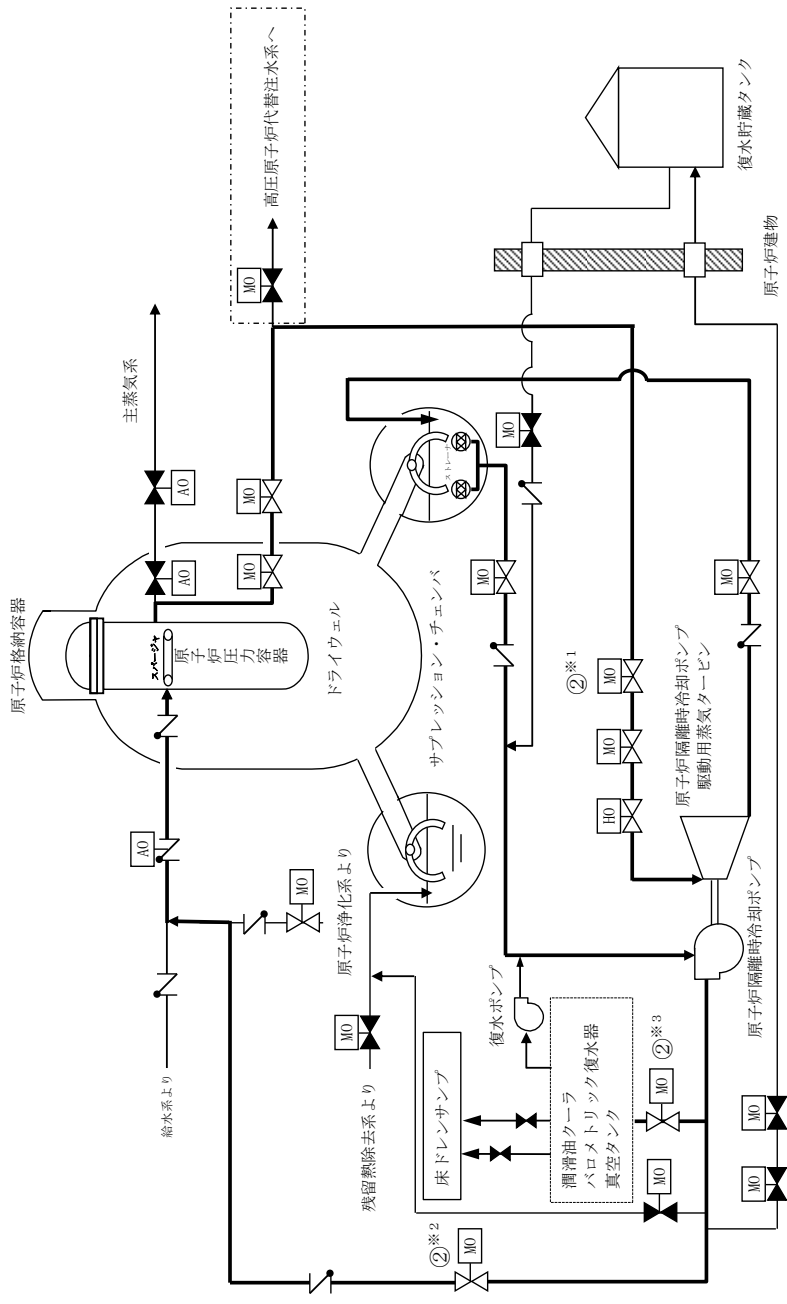 原子炉格納容器
主蒸気系
MO
高圧原子炉代替注水系へ
AO
AO
MO
MO
スパージャ
原子炉圧力容器
ドライウェル
サプレッション・チェンバ
ストレーナ
MO
MO
復水貯蔵タンク
原子炉建物
AO
MO
給水系より
原子炉浄化系より
MO
残留熱除去系より
②※1
HO
MO
MO
MO
原子炉隔離時冷却ポンプ
駆動用蒸気タービン
原子炉隔離時冷却ポンプ
復水ポンプ
床ドレンサンプ
潤滑油クーラ
バロメトリック復水器
真空タンク
②※3
MO
MO
②※2
MO
MO
MO